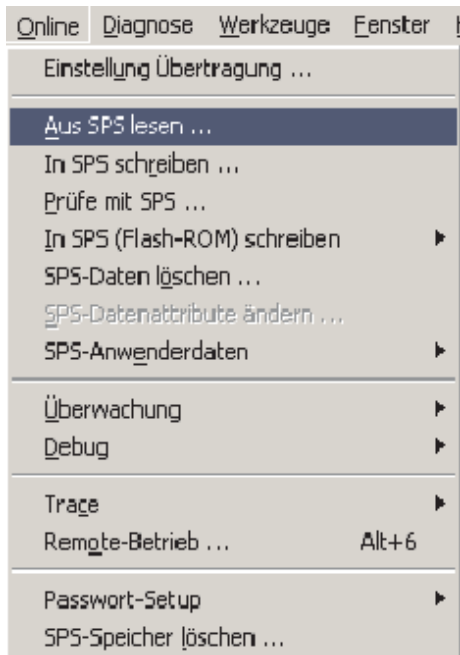 Online Diagnose Werkzeuge Fenster
Einstellung Übertragung ...
Aus SPS lesen ...
In SPS schreiben ...
Prüfe mit SPS ...
In SPS (Flash-ROM) schreiben
SPS-Daten löschen ...
SPS-Datenattribute ändern ...
SPS-Anwenderdaten
Überwachung
Debug
Trace
Remote-Betrieb ... Alt+6
Passwort-Setup
SPS-Speicher löschen ...